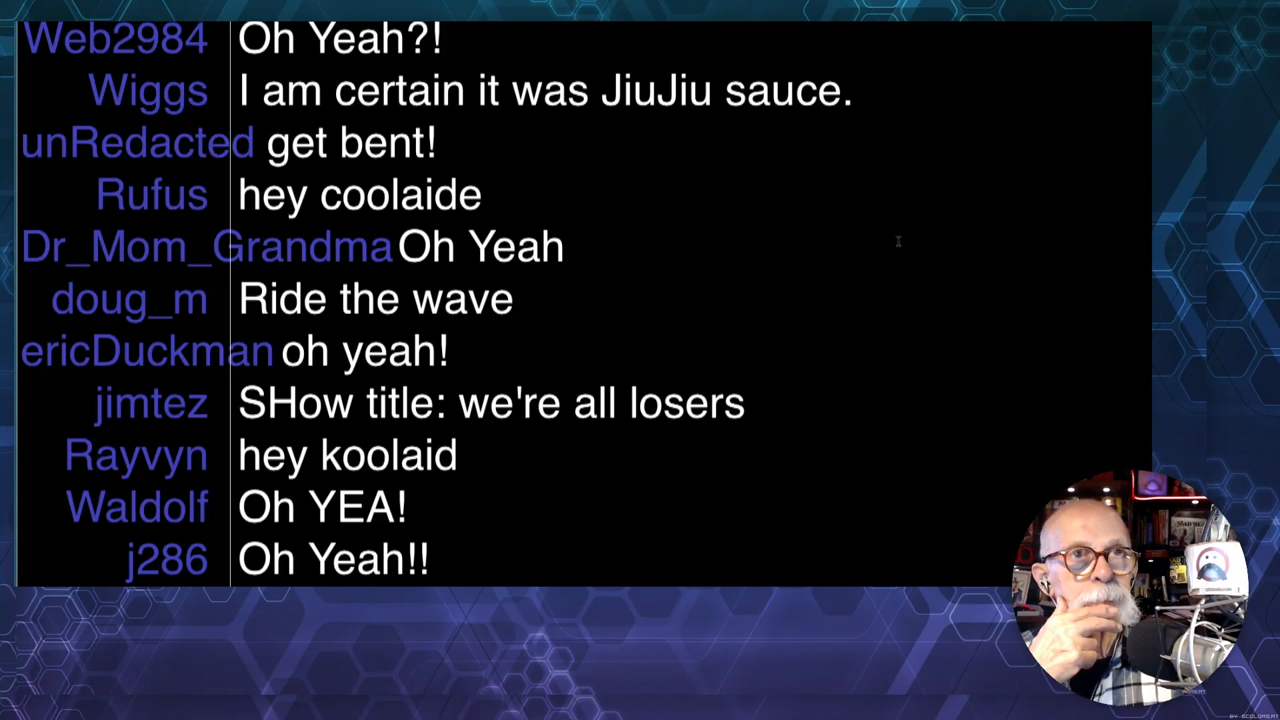 Web2984 Oh Yeah?!
Wiggs I am certain it was JiuJiu sauce.
unRedacted get bent!
Rufus hey coolaide
Dr_Mom_Grandma Oh Yeah
doug_m Ride the wave
ericDuckman oh yeah!
jimtez SHow title: we're all losers
Rayvyn hey koolaid
Waldolf Oh YEA!
j286 Oh Yeah!!